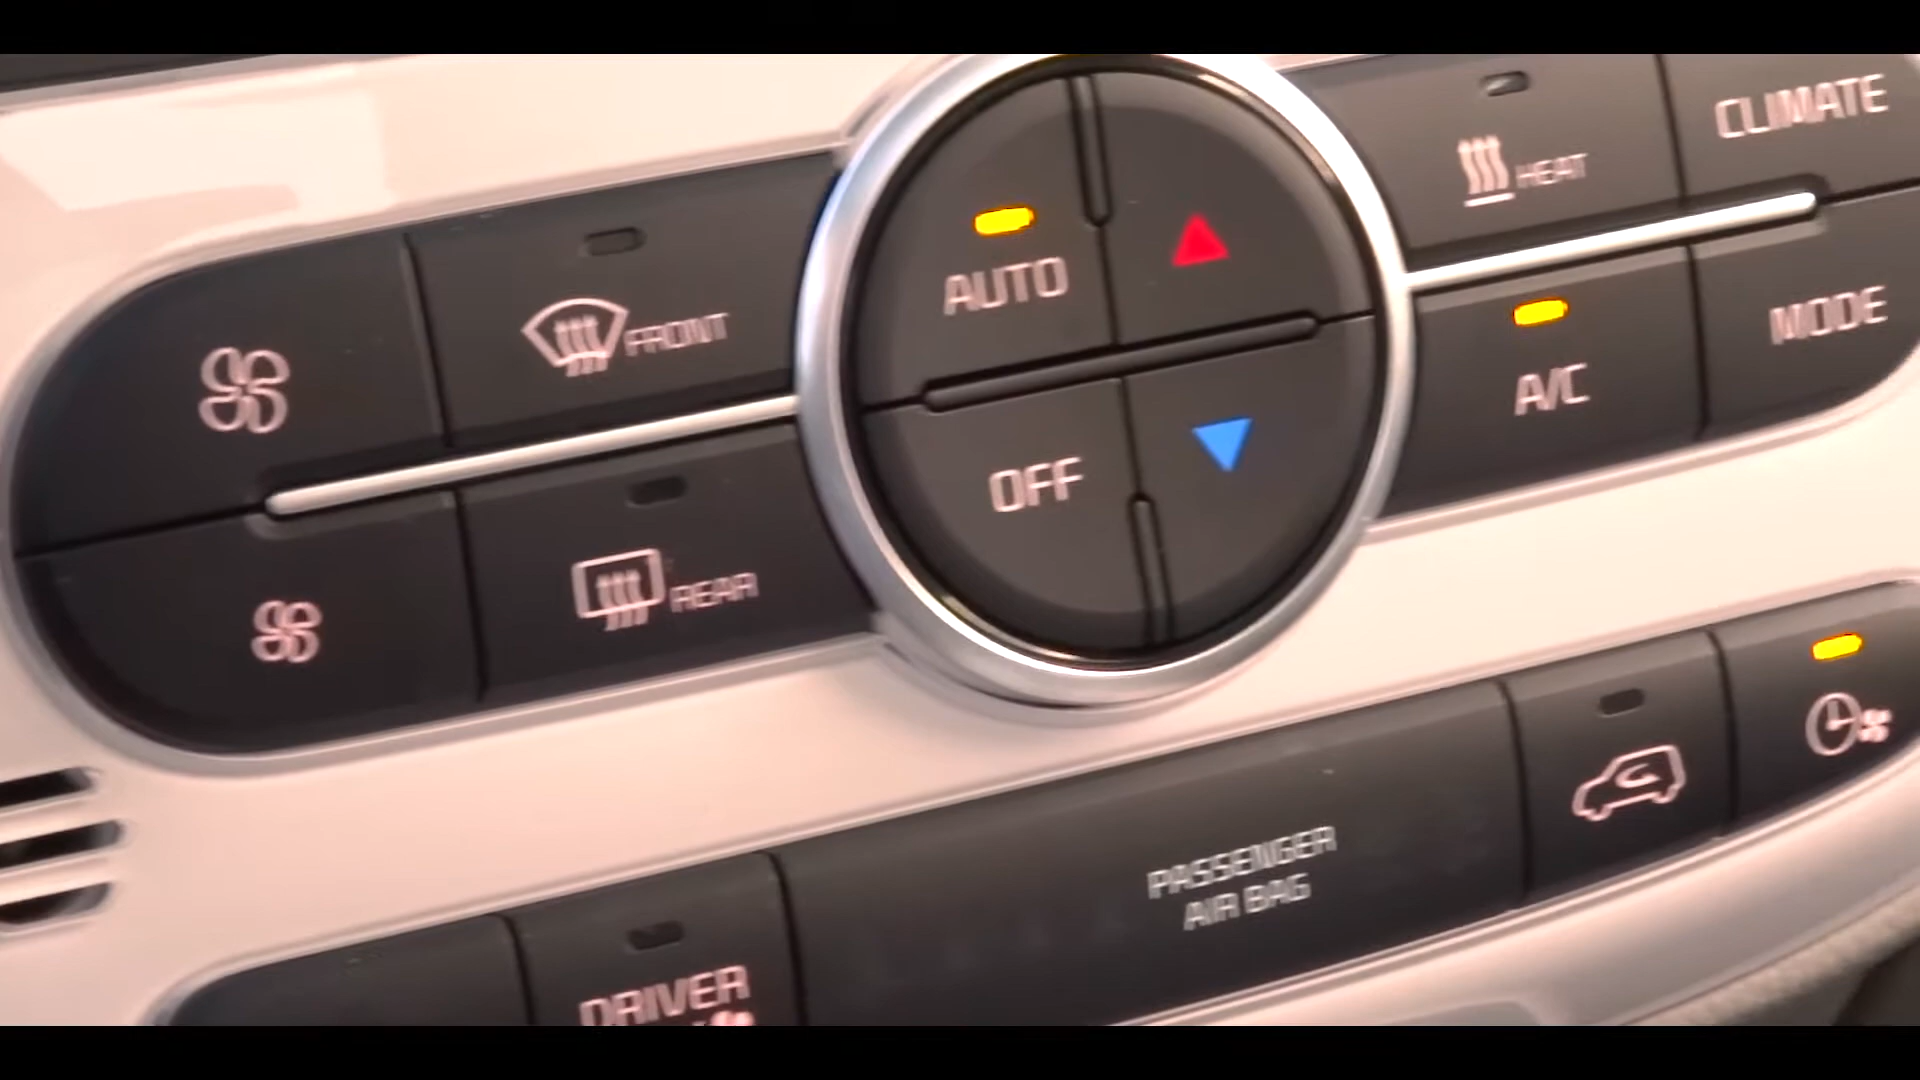 CLIMATE
HEAT
AUTO
FRONT
MODE
A/C
OFF
REAR
PASSENGER
AIR BAG
DRIVER